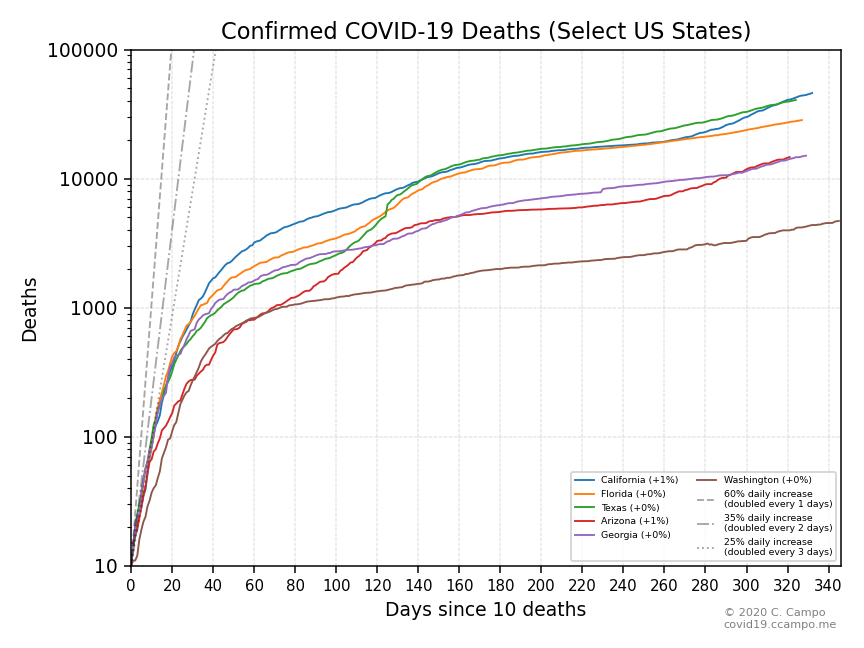 Confirmed COVID-19 Deaths (Select US States)
100000
10000
1000
100
10
Deaths
0 20 40 60 80 100 120 140 160 180 200 220 240 260 280 300 320 340
Days since 10 deaths
California (+1%)
Florida (+0%)
Texas (+0%)
Arizona (+1%)
Georgia (+0%)
Washington (+0%)
60% daily increase
(doubled every 1 days)
35% daily increase
(doubled every 2 days)
25% daily increase
(doubled every 3 days)
© 2020 C. Campo
covid19.ccampo.me